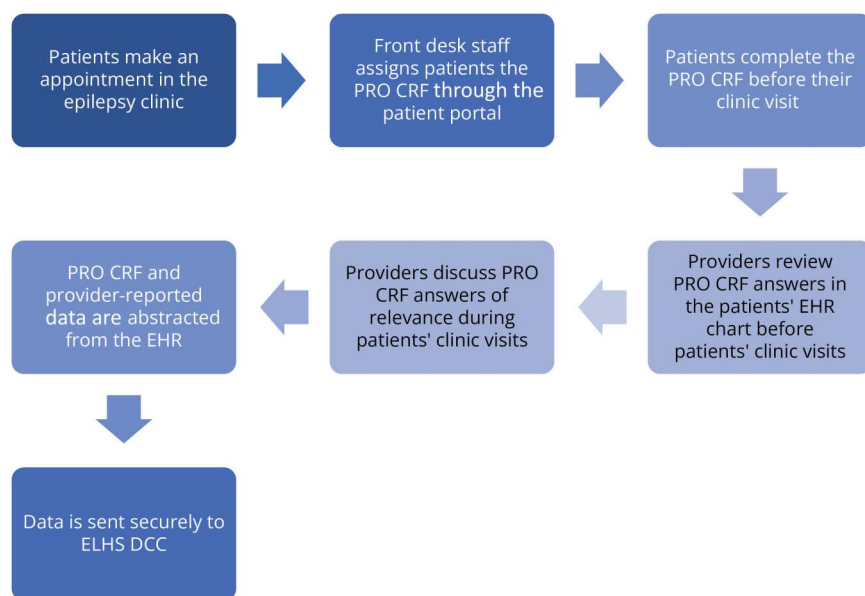 Patients make an
appointment in the
epilepsy clinic
Front desk staff
assigns patients the
PRO CRF through the
patient portal
Patients complete the
PRO CRF before their
clinic visit
Providers review
PRO CRF answers in
the patients' EHR
chart before
patients' clinic visits
Providers discuss PRO
CRF answers of
relevance during
patients' clinic visits
PRO CRF and
provider-reported
data are abstracted
from the EHR
Data is sent securely to
ELHS DCC